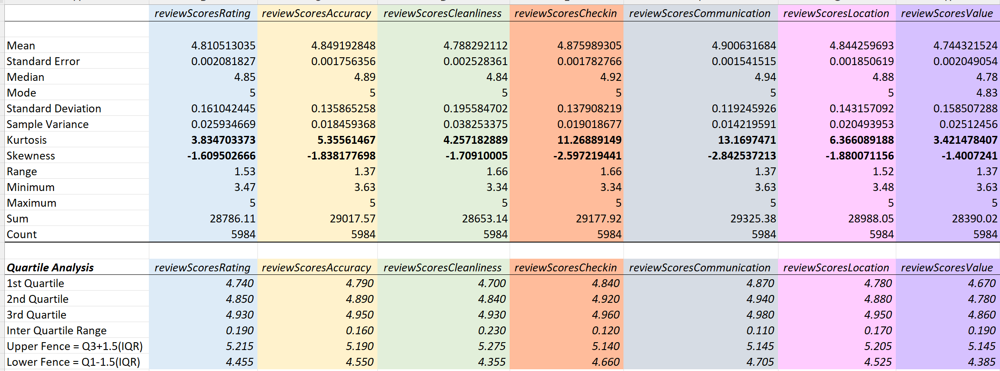 reviewScoresRating reviewScoresAccuracy reviewScoresCleanliness reviewScoresCheckin reviewScoresCommunication reviewScoresLocation reviewScoresValue
Mean 4.810513035 4.849192848 4.788292112 4.875989305 4.900631684 4.844259693 4.744321524
Standard Error 0.002081827 0.001756356 0.002528361 0.001782766 0.001541515 0.001850619 0.002049054
Median 4.85 4.89 4.84 4.92 4.94 4.88 4.78
Mode 5 5 5 5 5 5 4.83
Standard Deviation 0.161042445 0.135865258 0.195584702 0.137908219 0.119245926 0.143157092 0.158507288
Sample Variance 0.025934669 0.018459368 0.038253375 0.019018677 0.014219591 0.020493953 0.02512456
Kurtosis 3.834703373 5.35561467 4.257182889 11.26889149 13.1697471 6.366089188 3.421478407
Skewness -1.609502666 -1.838177698 -1.70910005 -2.597219441 -2.842537213 -1.880071156 -1.4007241
Range 1.53 1.37 1.66 1.66 1.37 1.52 1.37
Minimum 3.47 3.63 3.34 3.34 3.63 3.48 3.63
Maximum 5 5 5 5 5 5 5
Sum 28786.11 29017.57 28653.14 29177.92 29325.38 28988.05 28390.02
Count 5984 5984 5984 5984 5984 5984 5984
Quartile Analysis reviewScoresRating reviewScoresAccuracy reviewScoresCleanliness reviewScoresCheckin reviewScoresCommunication reviewScoresLocation reviewScoresValue
1st Quartile 4.740 4.790 4.700 4.840 4.870 4.780 4.670
2nd Quartile 4.850 4.890 4.840 4.920 4.940 4.880 4.780
3rd Quartile 4.930 4.950 4.930 4.960 4.980 4.950 4.860
Inter Quartile Range 0.190 0.160 0.230 0.120 0.110 0.170 0.190
Upper Fence = Q3+1.5(IQR) 5.215 5.190 5.275 5.140 5.145 5.205 5.145
Lower Fence = Q1-1.5(IQR) 4.455 4.550 4.355 4.660 4.705 4.525 4.385